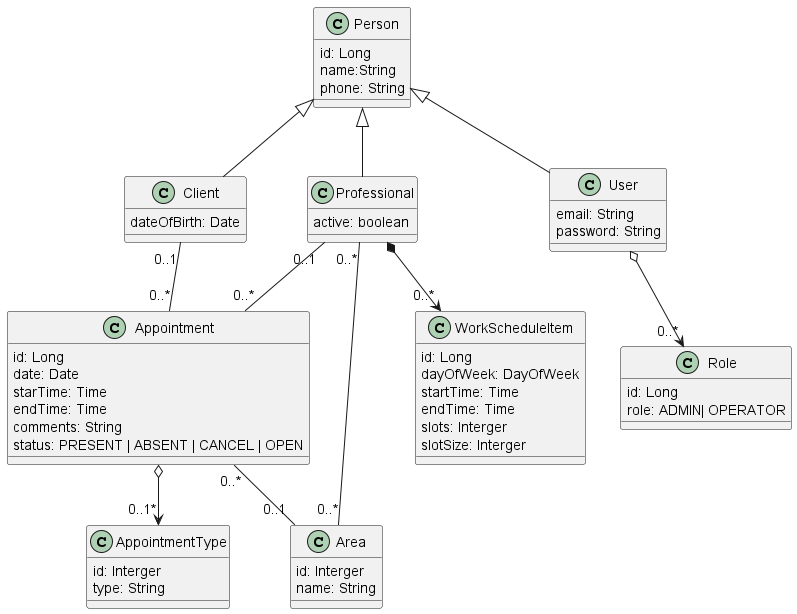 C Person
id: Long
name:String
phone: String
C Client
dateOfBirth: Date
C Professional
active: boolean
C User
email: String
password: String
0..1
0..1
0..*
0..*
0..*
0..*
0..*
C Appointment
id: Long
date: Date
starTime: Time
endTime: Time
comments: String
status: PRESENT | ABSENT | CANCEL | OPEN
C WorkScheduleItem
id: Long
dayOfWeek: DayOfWeek
startTime: Time
endTime: Time
slots: Interger
slotSize: Interger
C Role
id: Long
role: ADMIN| OPERATOR
0..*
0..1*
0..1
0..*
C AppointmentType
id: Interger
type: String
C Area
id: Interger
name: String